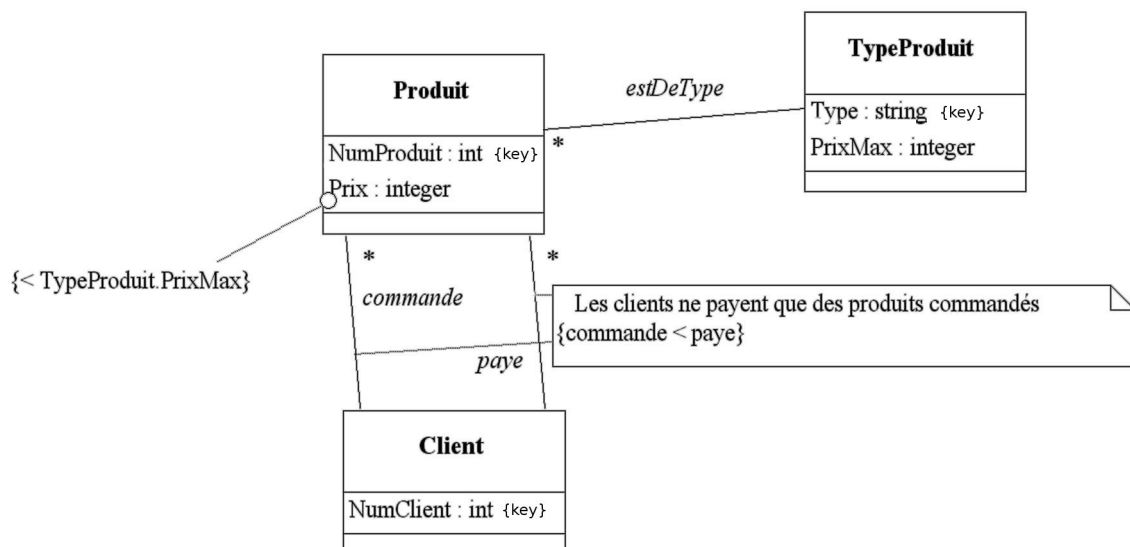 TypeProduit
Type : string {key}
PrixMax : integer
estDeType
*
Produit
NumProduit : int {key}
Prix : integer
{< TypeProduit.PrixMax}
*
*
commande
Les clients ne payent que des produits commandés
{commande < paye}
paye
Client
NumClient : int {key}